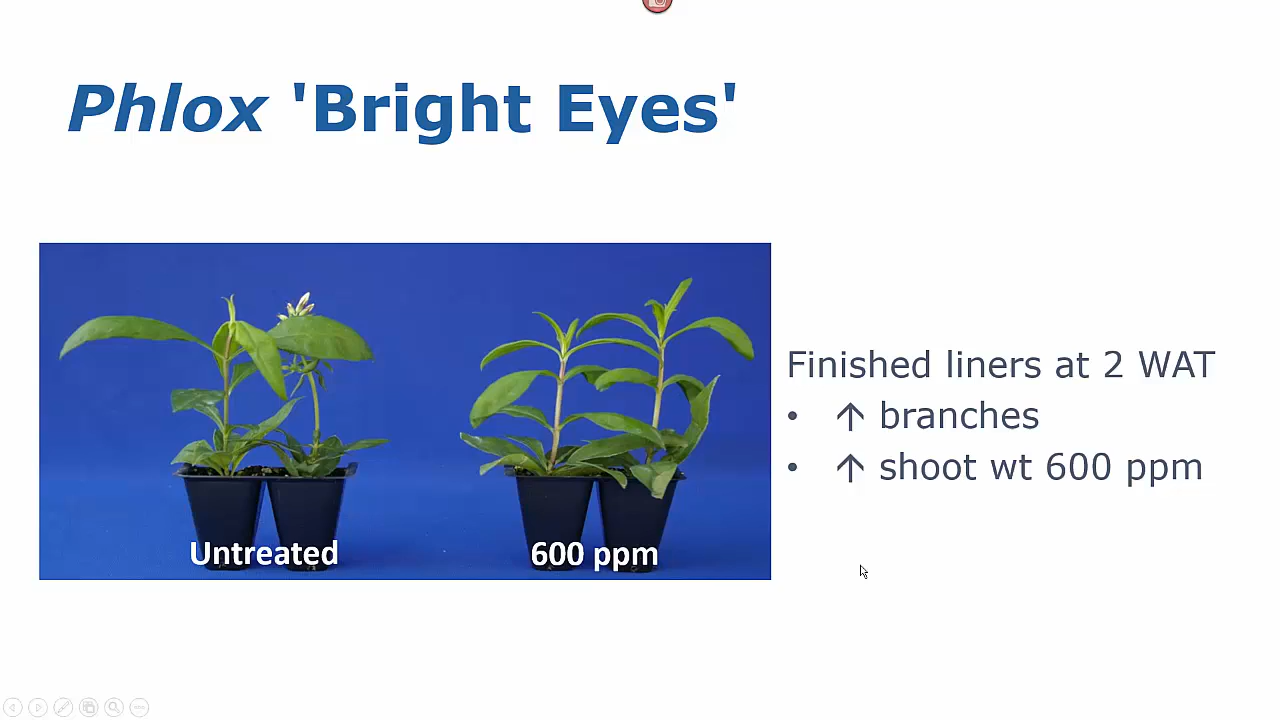 Phlox 'Bright Eyes'
Finished liners at 2 WAT
• ↑ branches
• ↑ shoot wt 600 ppm
Untreated
600 ppm